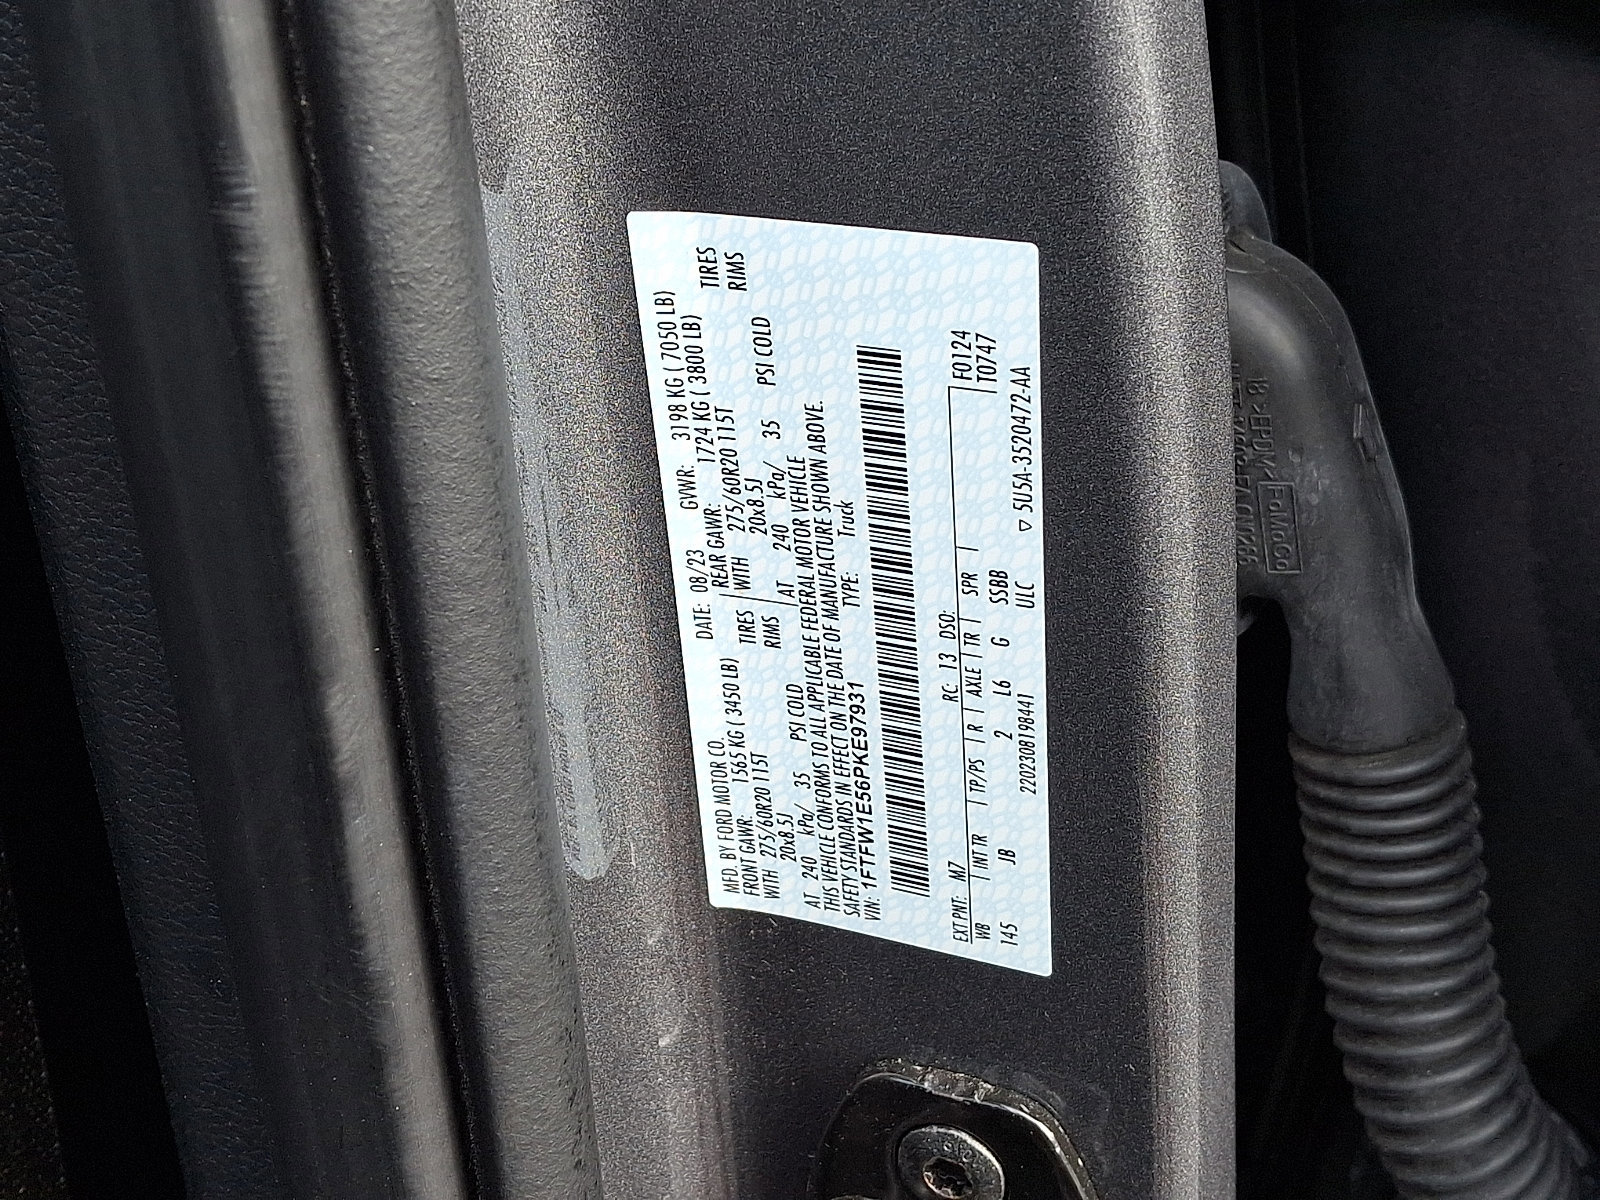 MFD. BY FORD MOTOR CO. DATE: 08/23 GVWR: 3198 KG ( 7050 LB)
FRONT GAWR: 1565 KG ( 3450 LB) REAR GAWR: 1724 KG ( 3800 LB)
WITH 275/60R20 115T TIRES WITH 275/60R20 115T TIRES
20x8.5J RIMS 20x8.5J RIMS
AT 240 kPa/ 35 PSI COLD AT 240 kPa/ 35 PSI COLD
THIS VEHICLE CONFORMS TO ALL APPLICABLE FEDERAL MOTOR VEHICLE
SAFETY STANDARDS IN EFFECT ON THE DATE OF MANUFACTURE SHOWN ABOVE.
VIN: 1FTFW1E56PKE97931 TYPE: Truck
EXT PNT: M7 RC: 13 DSO: F0124
WB INT TR TP/PS R AXLE TR SPR T0747
145 JB 2 L6 G SSBB
220230819844​1 ULC ▽ 5U5A-3520472-AA
FoMoCo